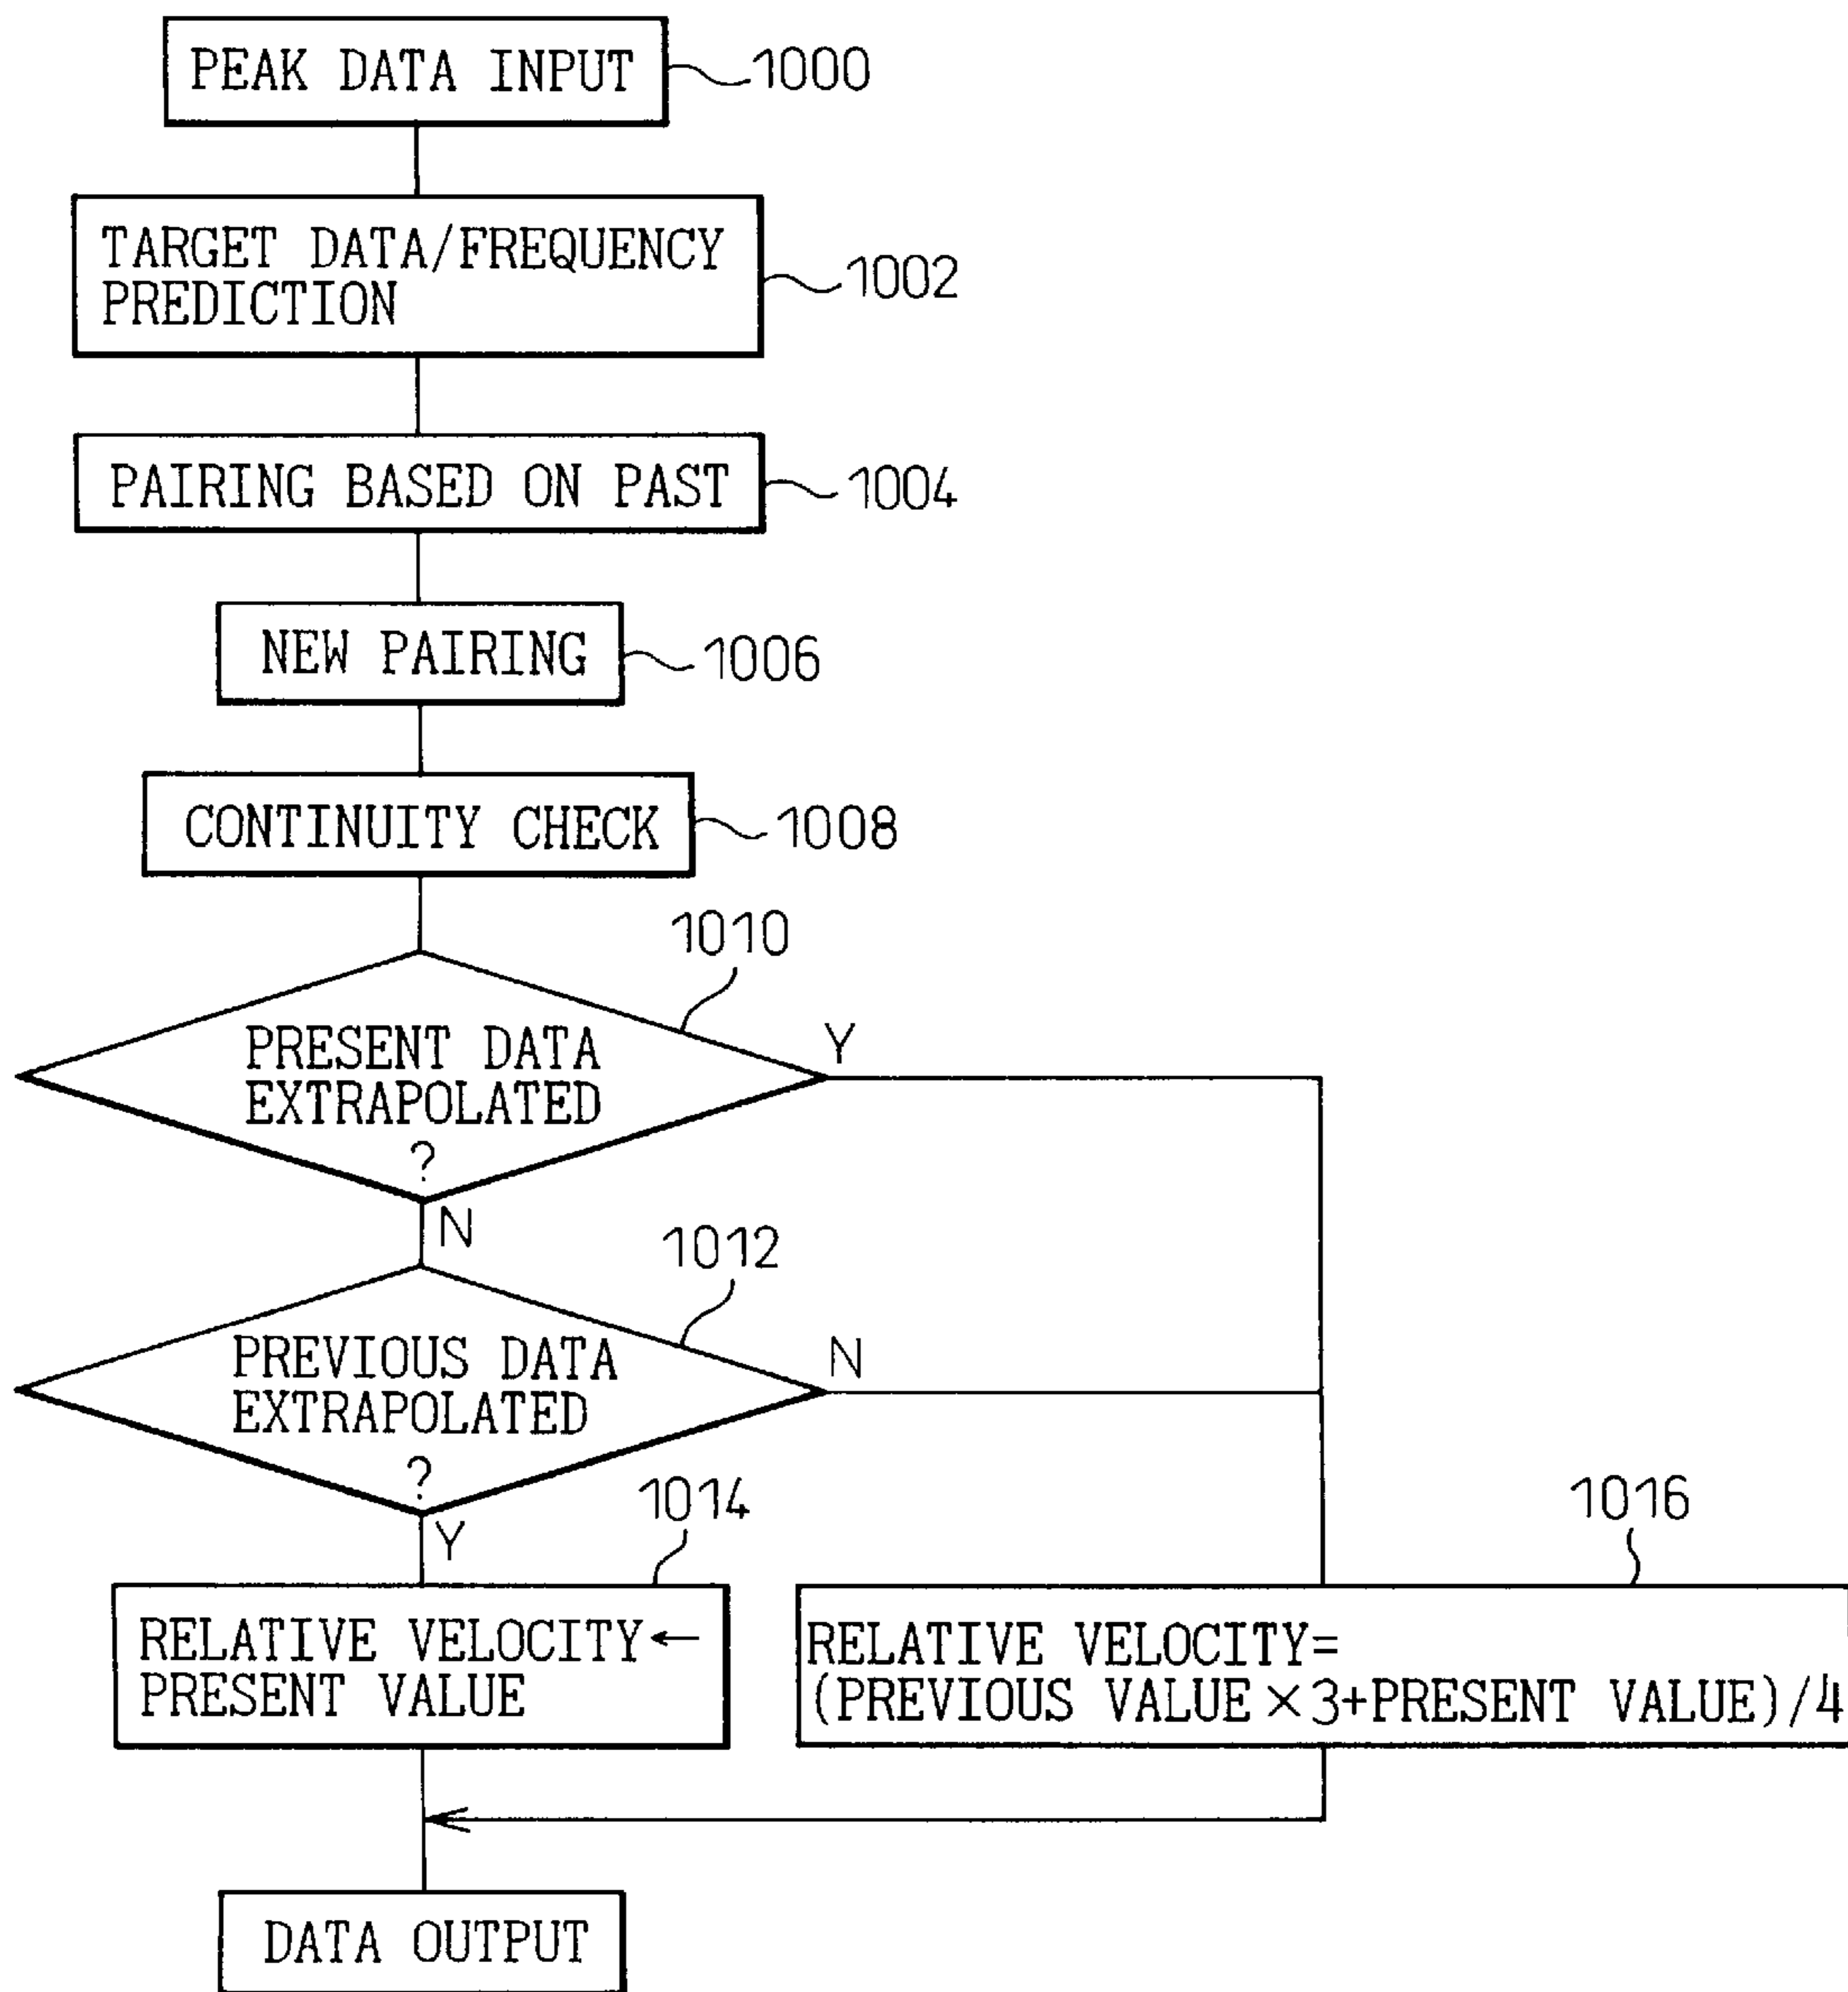 PEAK DATA INPUT
1000
TARGET DATA/FREQUENCY
PREDICTION
1002
PAIRING BASED ON PAST
1004
NEW PAIRING
1006
CONTINUITY CHECK
1008
1010
PRESENT DATA
EXTRAPOLATED
?
Y
N
1012
PREVIOUS DATA
EXTRAPOLATED
?
N
Y
1014
RELATIVE VELOCITY←
PRESENT VALUE
1016
RELATIVE VELOCITY=
(PREVIOUS VALUE×3+PRESENT VALUE)/4
DATA OUTPUT